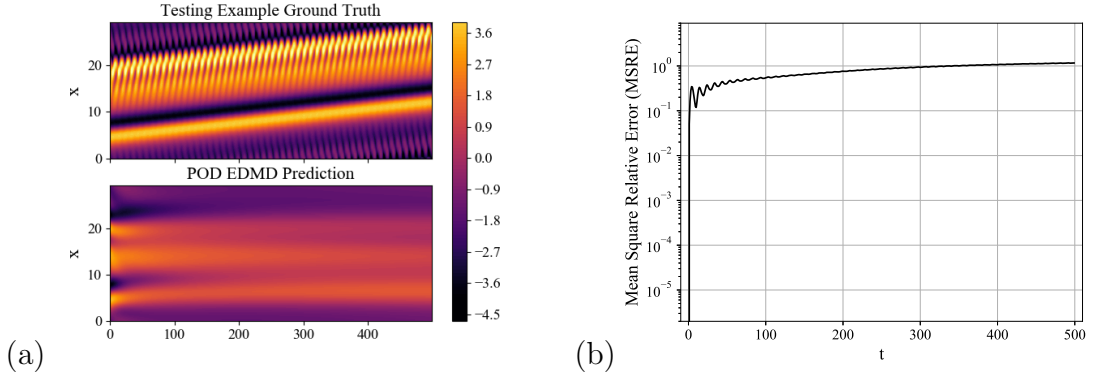 Testing Example Ground Truth
x
20
10
0
POD EDMD Prediction
x
20
10
0
0 100 200 300 400
3.6
2.7
1.8
0.9
0.0
−0.9
−1.8
−2.7
−3.6
−4.5
(a)
Mean Square Relative Error (MSRE)
10⁰
10⁻¹
10⁻²
10⁻³
10⁻⁴
10⁻⁵
0 100 200 300 400 500
t
(b)